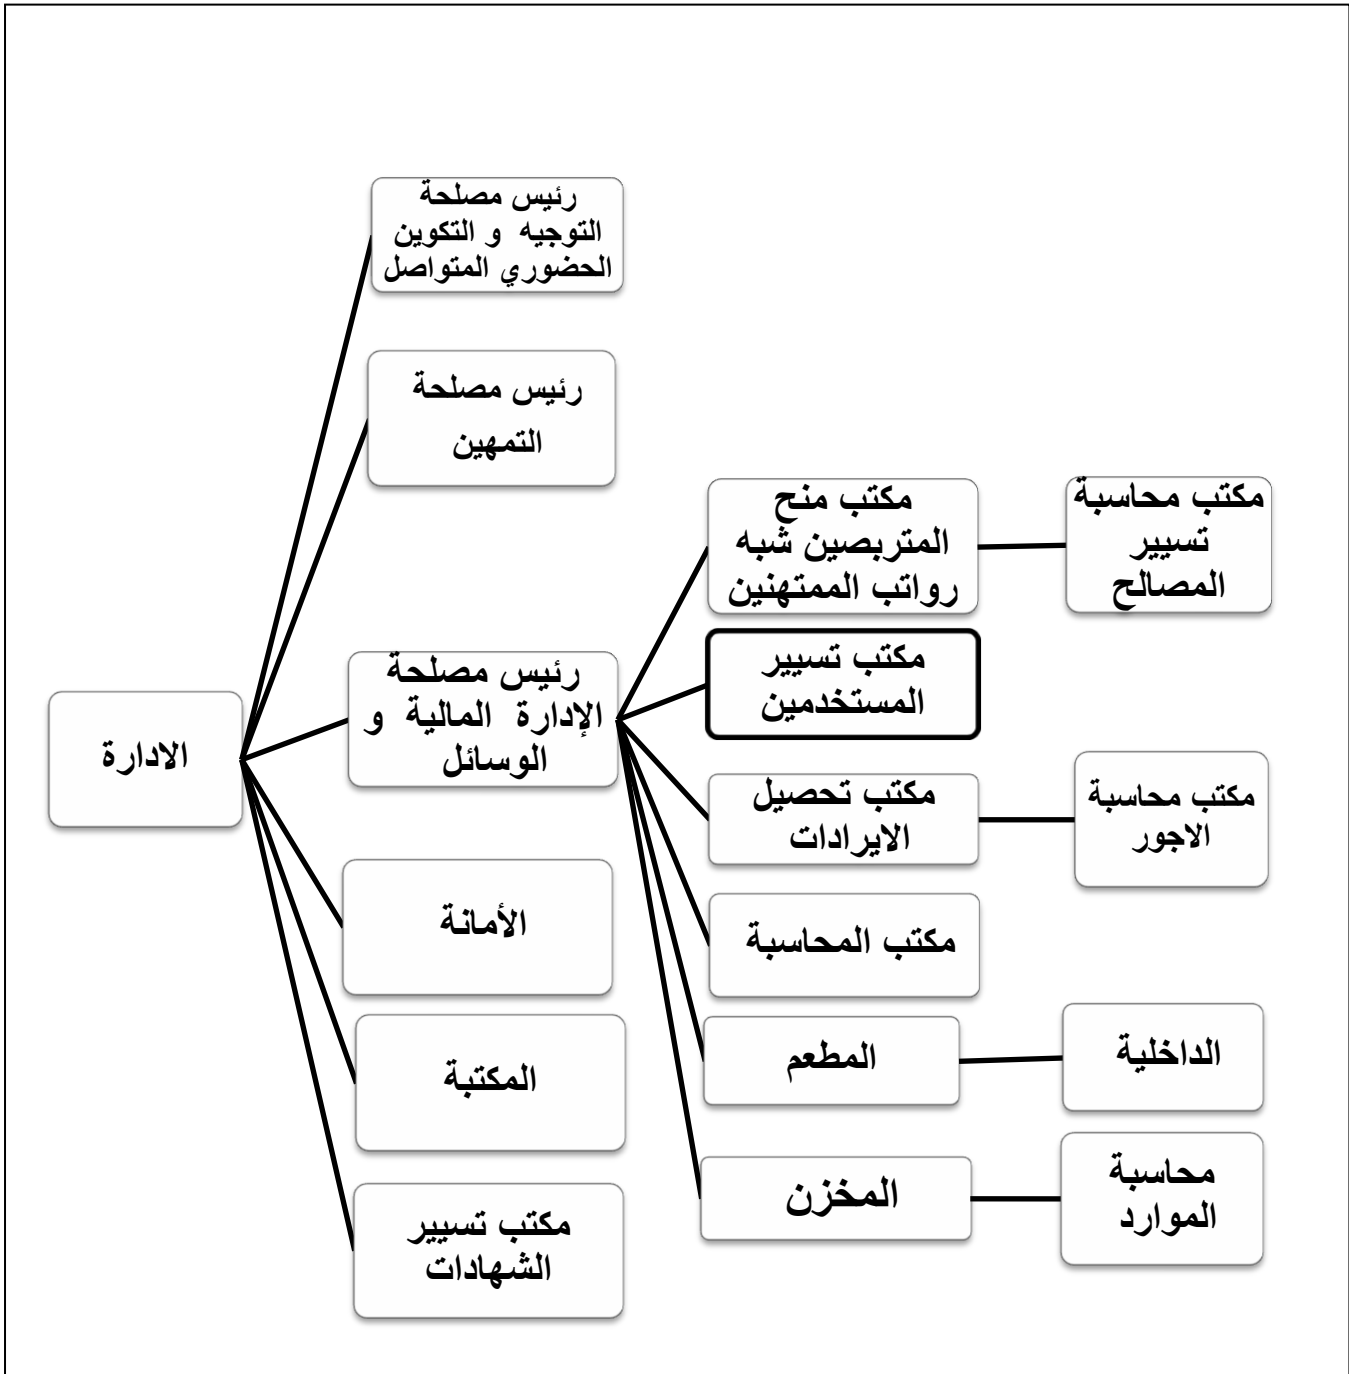 رئيس مصلحة
التوجيه و التكوين
الحضوري المتواصل
رئيس مصلحة
التمهين
رئيس مصلحة
الإدارة المالية و
الوسائل
الادارة
الأمانة
المكتبة
مكتب تسيير
الشهادات
مكتب منح
المتربصين شبه
رواتب الممتهنين
مكتب تسيير
المستخدمين
مكتب تحصيل
الايرادات
مكتب المحاسبة
المطعم
المخزن
مكتب محاسبة
تسيير
المصالح
مكتب محاسبة
الاجور
الداخلية
محاسبة
الموارد